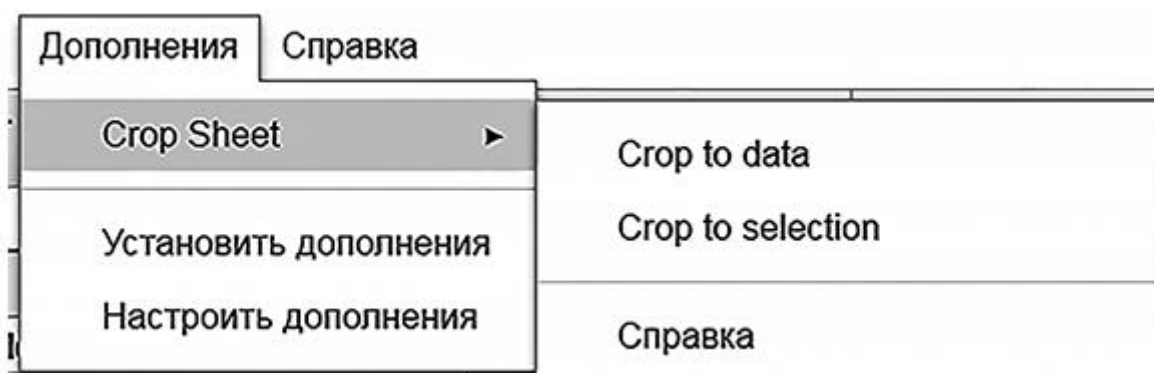 Дополнения Справка
Crop Sheet ➤
Crop to data
Crop to selection
Установить дополнения
Настроить дополнения
Справка